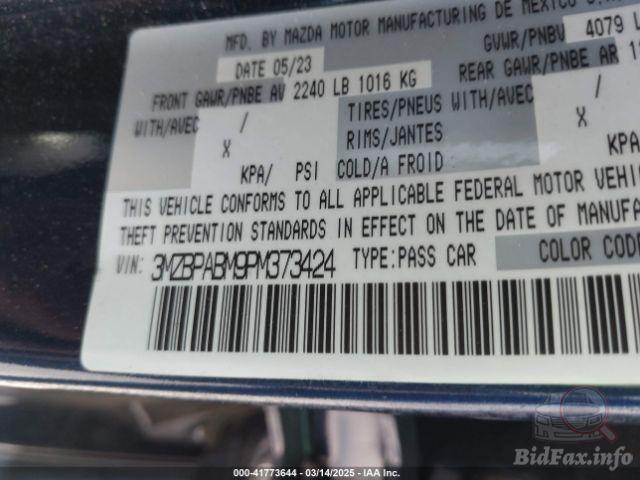 MFD. BY MAZDA MOTOR MANUFACTURING DE MEXICO
DATE 05/23 GVWR/PNBV 4079
FRONT GAWR/PNBE AV 2240 LB 1016 KG REAR GAWR/PNBE AR
WITH/AVEC / TIRES/PNEUS WITH/AVEC /
X RIMS/JANTES X
KPA/ PSI COLD/A FROID KPA/
THIS VEHICLE CONFORMS TO ALL APPLICABLE FEDERAL MOTOR
THEFT PREVENTION STANDARDS IN EFFECT ON THE DATE OF
VIN: 3MZBPABM9PM373424 TYPE:PASS CAR COLOR
BidFax.info
000-41773644 — 03/14/2025 — IAA Inc.